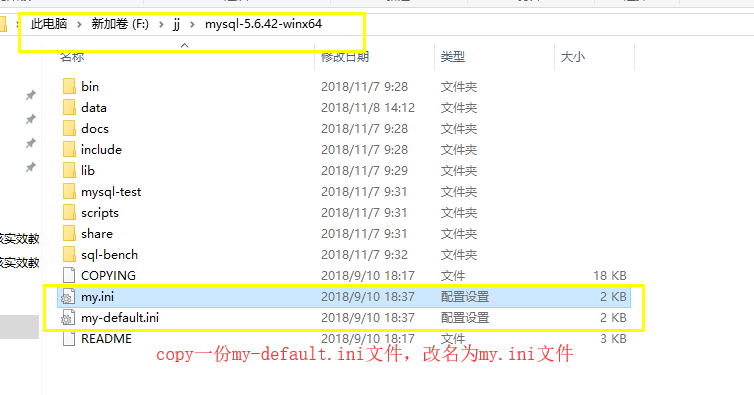 此电脑 > 新加卷 (F:) > jj > mysql-5.6.42-winx64
名称 修改日期 类型 大小
bin 2018/11/7 9:28 文件夹
data 2018/11/8 14:12 文件夹
docs 2018/11/7 9:28 文件夹
include 2018/11/7 9:28 文件夹
lib 2018/11/7 9:29 文件夹
mysql-test 2018/11/7 9:31 文件夹
scripts 2018/11/7 9:31 文件夹
share 2018/11/7 9:31 文件夹
sql-bench 2018/11/7 9:32 文件夹
COPYING 2018/9/10 18:17 文件 18 KB
my.ini 2018/9/10 18:37 配置设置 2 KB
my-default.ini 2018/9/10 18:37 配置设置 2 KB
README 2018/9/10 18:17 文件 3 KB
实效教
实效教
copy一份my-default.ini文件，改名为my.ini文件